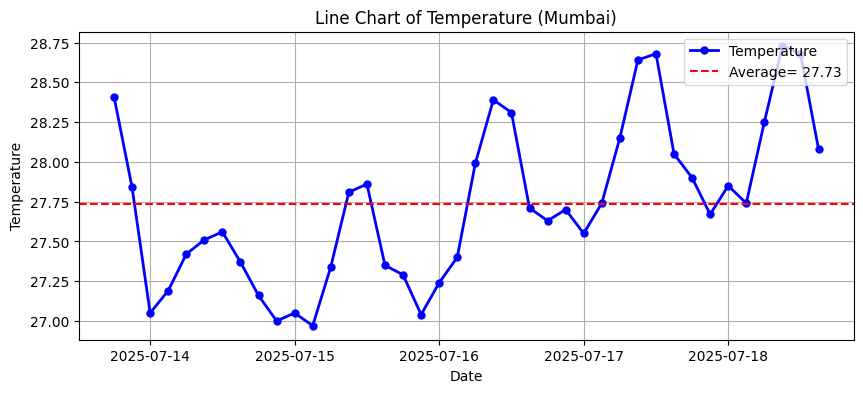 Line Chart of Temperature (Mumbai)
Temperature
Average= 27.73
28.75
28.50
28.25
28.00
27.75
27.50
27.25
27.00
Temperature
2025-07-14 2025-07-15 2025-07-16 2025-07-17 2025-07-18
Date